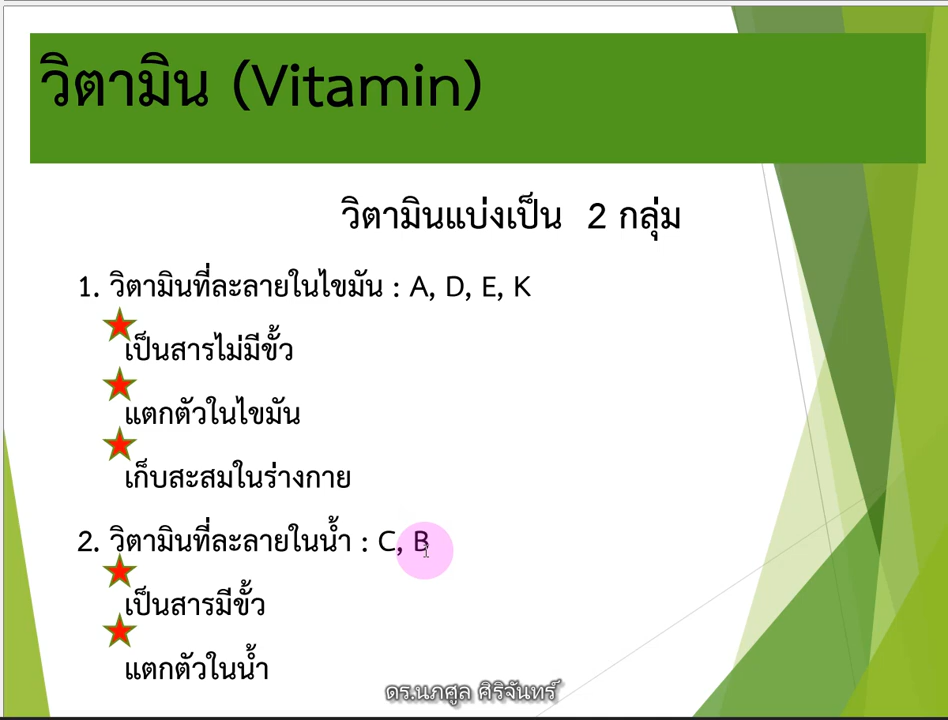 วิตามิน (Vitamin)
วิตามินแบ่งเป็น 2 กลุ่ม
1. วิตามินที่ละลายในไขมัน : A, D, E, K
เป็นสารไม่มีขั้ว
แตกตัวในไขมัน
เก็บสะสมในร่างกาย
2. วิตามินที่ละลายในน้ำ : C, B
เป็นสารมีขั้ว
แตกตัวในน้ำ
ดร.นภศูล ศิริจันทร์